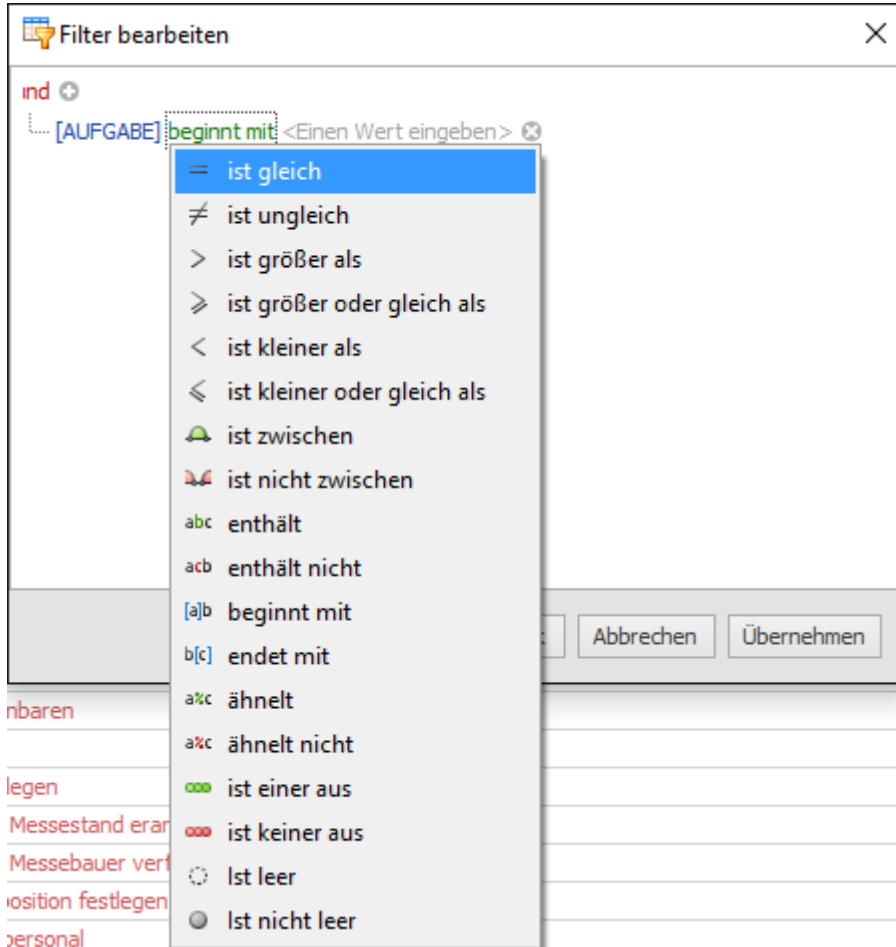 Filter bearbeiten
und
[AUFGABE] beginnt mit <Einen Wert eingeben>
= ist gleich
≠ ist ungleich
> ist größer als
⩾ ist größer oder gleich als
< ist kleiner als
⩽ ist kleiner oder gleich als
ist zwischen
ist nicht zwischen
abc enthält
acb enthält nicht
[a]b beginnt mit
b[c] endet mit
a%c ähnelt
a%c ähnelt nicht
ist einer aus
ist keiner aus
Ist leer
Ist nicht leer
Abbrechen Übernehmen
nbaren
legen
Messestand
Messebauer
osition festlegen
personal